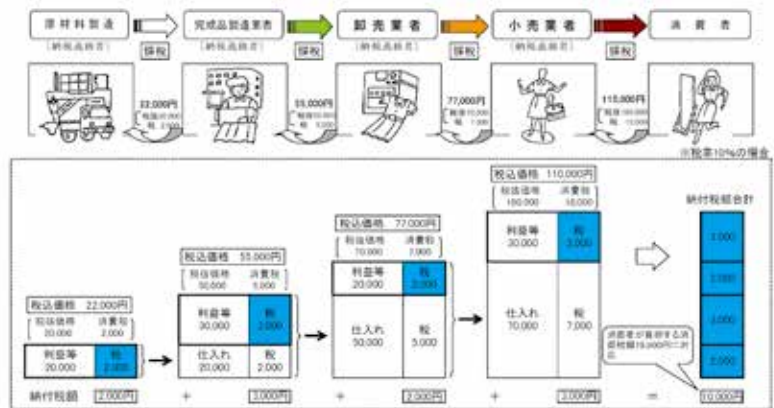 原材料製造 完成品製造業者 卸売業者 小売業者 消費者
(納税義務者) (納税義務者) (納税義務者) (納税義務者)
課税 課税 課税 課税
22,000円 55,000円 77,000円 110,000円
※税率10%の場合
税込価格 110,000円
税抜価格 消費税
100,000 10,000
納付税額合計
税込価格 77,000円
税抜価格 消費税
70,000 7,000
税込価格 55,000円
税抜価格 消費税
50,000 5,000
税込価格 22,000円
税抜価格 消費税
20,000 2,000
利益等 税
20,000 2,000
利益等 税
30,000 3,000
仕入れ 税
20,000 2,000
利益等 税
20,000 2,000
仕入れ 税
50,000 5,000
利益等 税
30,000 3,000
仕入れ 税
70,000 7,000
3,000
2,000
3,000
2,000
消費者が負担する消費税額10,000円に対応
納付税額 2,000円 + 3,000円 + 2,000円 + 3,000円 = 10,000円